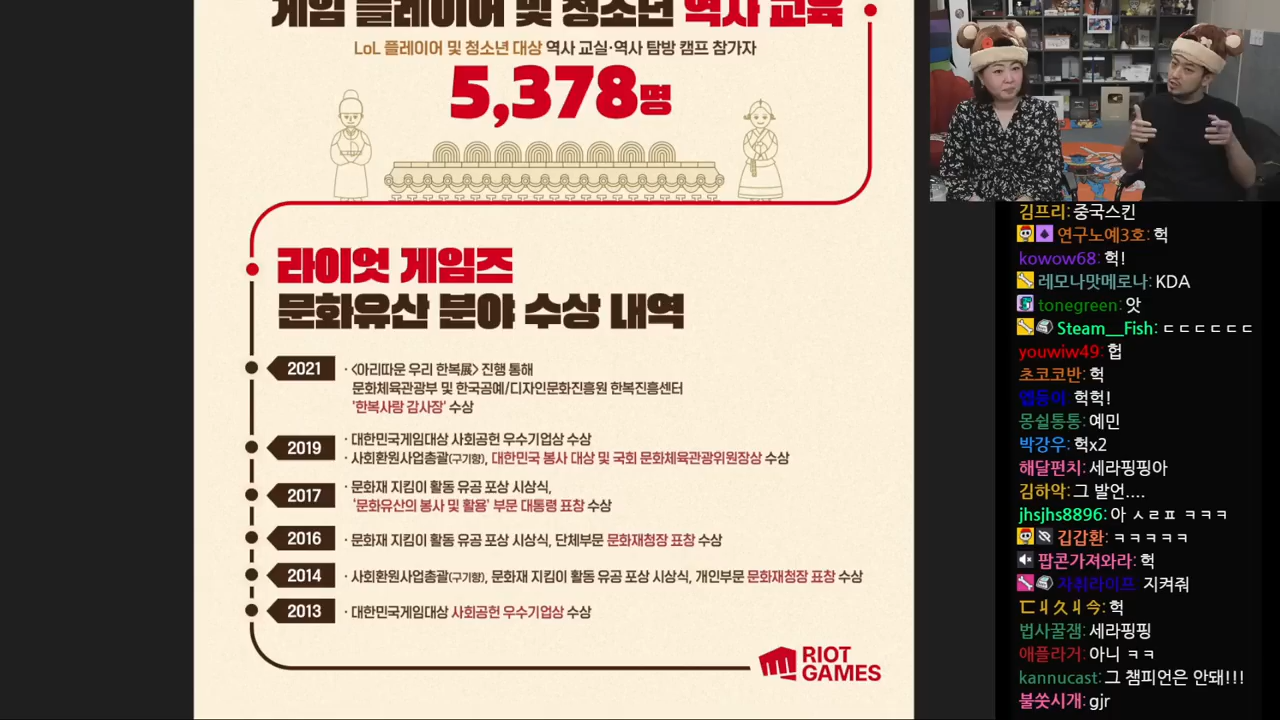 게임 플레이어 및 청소년 역사 교육
LoL 플레이어 및 청소년 대상 역사 교실·역사 탐방 캠프 참가자
5,378명
라이엇 게임즈
문화유산 분야 수상 내역
2021
· <아리따운 우리 한복展> 진행 통해
문화체육관광부 및 한국공예/디자인문화진흥원 한복진흥센터
'한복사랑 감사장' 수상
2019
· 대한민국게임대상 사회공헌 우수기업상 수상
· 사회환원사업총괄(구기향), 대한민국 봉사 대상 및 국회 문화체육관광위원장상 수상
2017
· 문화재 지킴이 활동 유공 포상 시상식,
'문화유산의 봉사 및 활용' 부문 대통령 표창 수상
2016
· 문화재 지킴이 활동 유공 포상 시상식, 단체부문 문화재청장 표창 수상
2014
· 사회환원사업총괄(구기향), 문화재 지킴이 활동 유공 포상 시상식, 개인부문 문화재청장 표창 수상
2013
· 대한민국게임대상 사회공헌 우수기업상 수상
RIOT
GAMES
김프리: 중국스킨
연구노예3호: 헉
kowow68: 헉!
레모나맛메로나: KDA
tonegreen: 앗
Steam__Fish: ㄷㄷㄷㄷㄷㄷ
youwiw49: 헙
초코코반: 헉
엡등이: 헉헉!
몽쉴통통: 예민
박강우: 헉x2
해달펀치: 세라핑핑아
김하악: 그 발언....
jhsjhs8896: 아 ㅅㄹㅍ ㅋㅋㅋ
깁갑환: ㅋㅋㅋㅋㅋ
팝콘가져와라: 헉
자취라이프: 지켜줘
匸ㅐ久ㅐ今: 헉
법사꿀잼: 세라핑핑
애플라거: 아니 ㅋㅋ
kannucast: 그 챔피언은 안돼!!!
불쏫시개: gjr